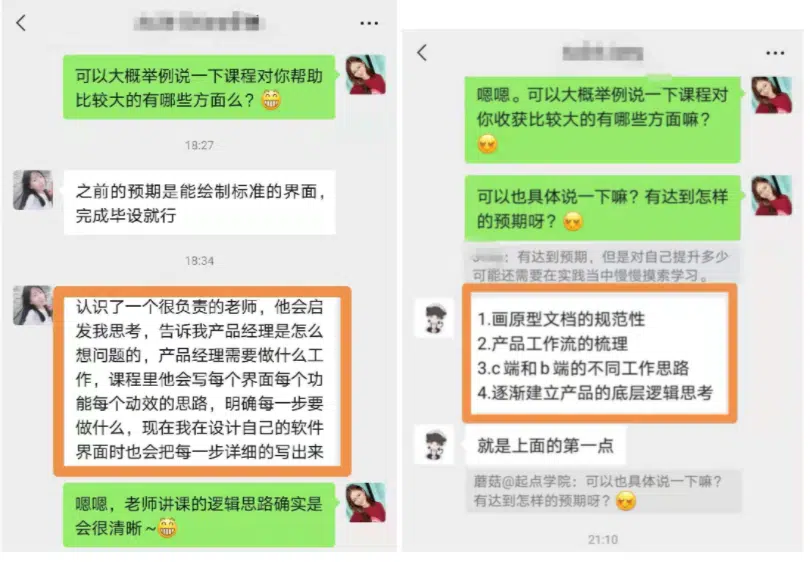 可以大概举例说一下课程对你帮助
比较大的有哪些方面么？
18:27
之前的预期是能绘制标准的界面，
完成毕设就行
18:34
认识了一个很负责的老师，他会启
发我思考，告诉我产品经理是怎么
想问题的，产品经理需要做什么工
作，课程里他会写每个界面每个功
能每个动效的思路，明确每一步要
做什么，现在我在设计自己的软件
界面时也会把每一步详细的写出来
嗯嗯，老师讲课的逻辑思路确实是
会很清晰~
嗯嗯。可以大概举例说一下课程对
你收获比较大的有哪些方面嘛？
可以也具体说一下嘛？有达到怎样
的预期呀？
：有达到预期，但是对自己提升多少
可能还需要在实践当中慢慢摸索学习。
1.画原型文档的规范性
2.产品工作流的梳理
3.c端和b端的不同工作思路
4.逐渐建立产品的底层逻辑思考
就是上面的第一点
蘑菇@起点学院：可以也具体说一下嘛？
有达到怎样的预期呀？
21:10